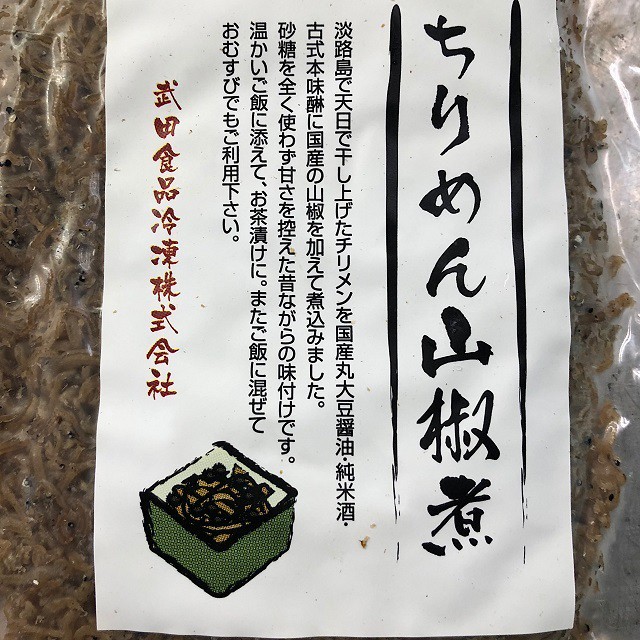 ちりめん山椒煮
淡路島で天日で干し上げたチリメンを国産丸大豆醤油・純米酒・
古式本味醂に国産の山椒を加えて煮込みました。
砂糖を全く使わず甘さを控えた昔ながらの味付けです。
温かいご飯に添えて、お茶漬けに。またご飯に混ぜて
おむすびでもご利用下さい。
武田食品冷凍株式会社